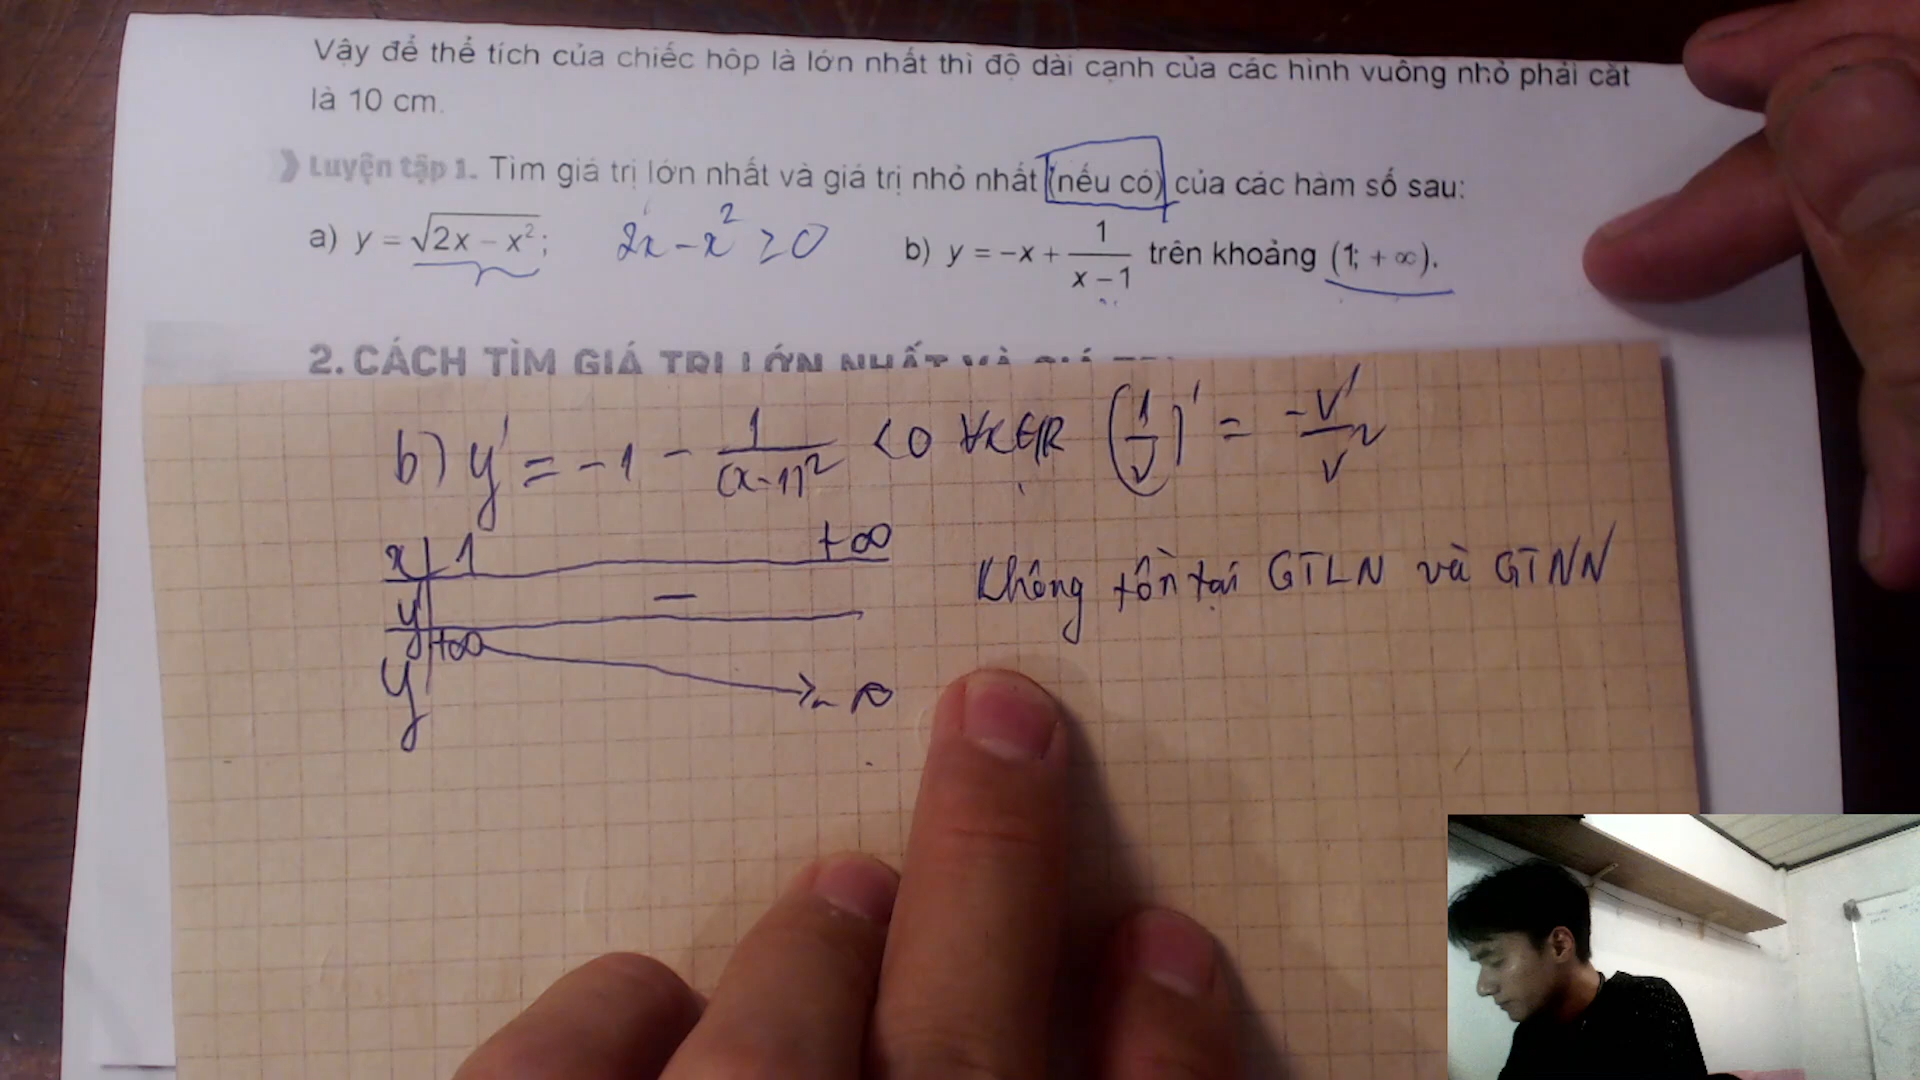 Vậy để thể tích của chiếc hộp là lớn nhất thì độ dài cạnh của các hình vuông nhỏ phải cắt
là 10 cm.
Luyện tập 1. Tìm giá trị lớn nhất và giá trị nhỏ nhất (nếu có) của các hàm số sau:
a) y = √(2x − x²); 2x − x² ≥ 0 b) y = −x + 1/(x − 1) trên khoảng (1; + ∞).
2. CÁCH TÌM GIÁ TRỊ LỚN NHẤT VÀ GIÁ
b) y' = −1 − 1/(x−1)² < 0 ∀x∈R (1/v)' = −v'/v²
x 1 +∞
y' −
Không tồn tại GTLN và GTNN
y +∞ −∞